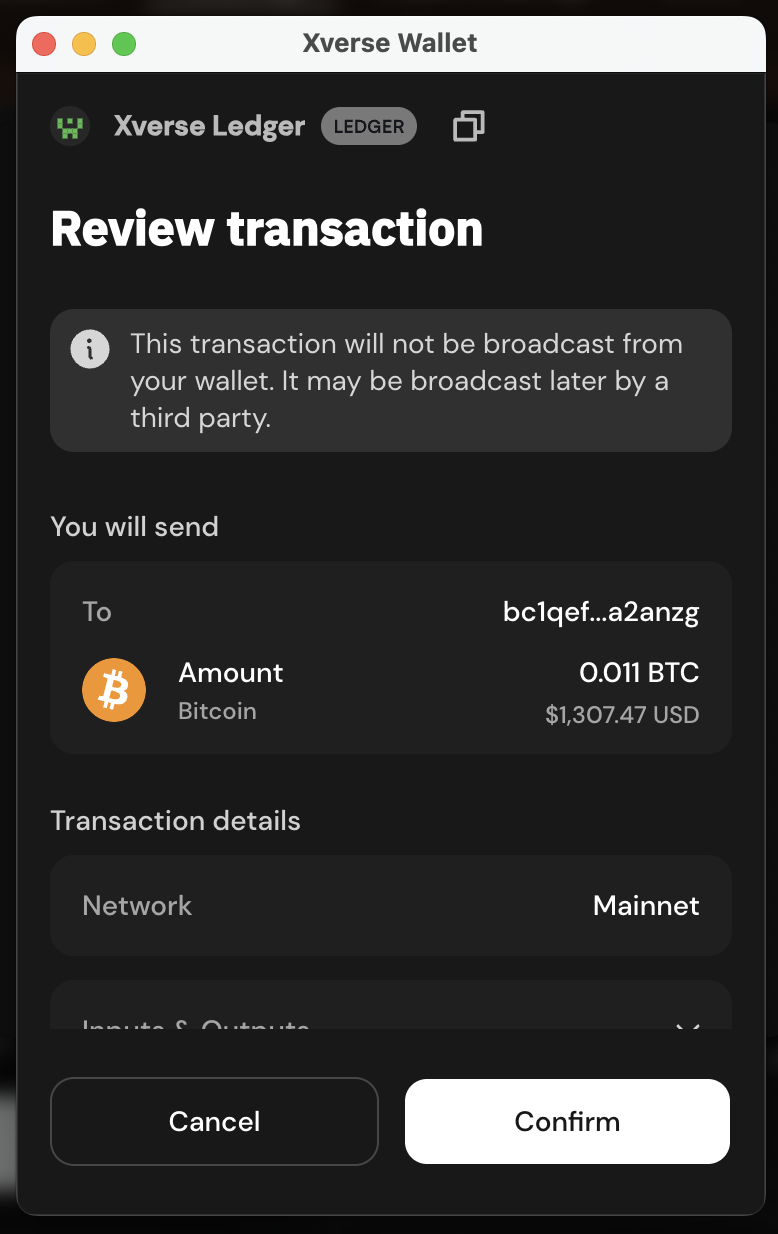 Xverse Wallet
Xverse Ledger LEDGER
Review transaction
This transaction will not be broadcast from
your wallet. It may be broadcast later by a
third party.
You will send
To bc1qef...a2anzg
Amount 0.011 BTC
Bitcoin $1,307.47 USD
Transaction details
Network Mainnet
Inputs & Outputs
Cancel Confirm